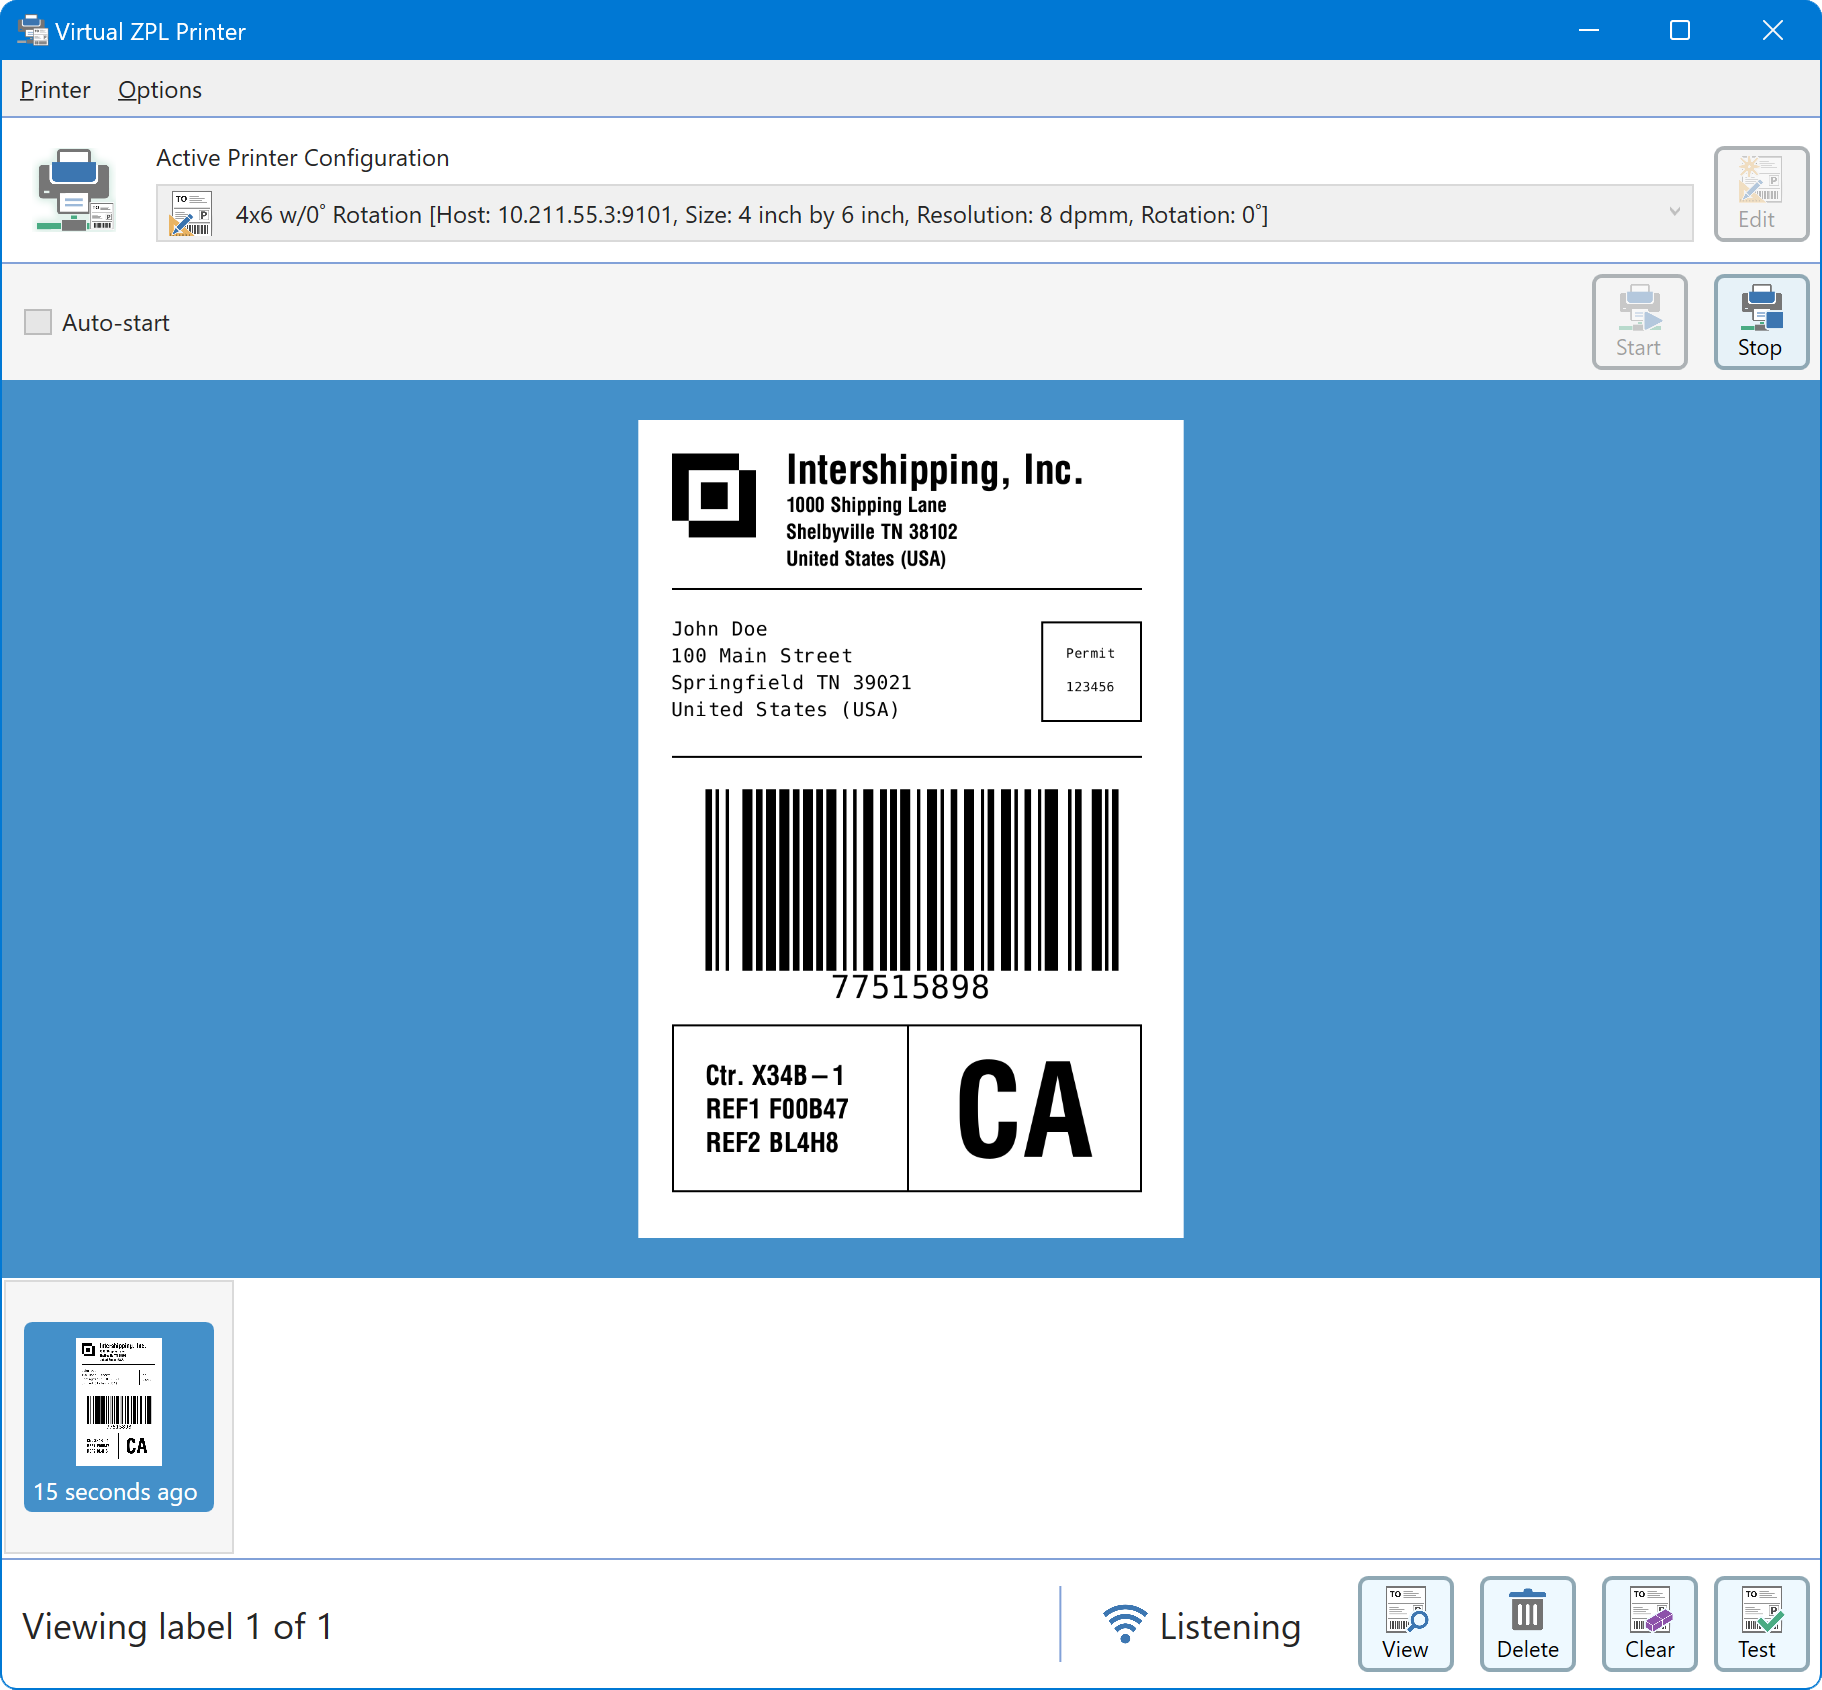 Virtual ZPL Printer
Printer Options
Active Printer Configuration
4x6 w/0° Rotation [Host: 10.211.55.3:9101, Size: 4 inch by 6 inch, Resolution: 8 dpmm, Rotation: 0°]
Edit
Auto-start
Start
Stop
Intershipping, Inc.
1000 Shipping Lane
Shelbyville TN 38102
United States (USA)
John Doe
100 Main Street
Springfield TN 39021
United States (USA)
Permit
123456
77515898
Ctr. X34B-1
REF1 F00B47
REF2 BL4H8
CA
Intershipping, Inc.
77515898
CA
15 seconds ago
Viewing label 1 of 1
Listening
View
Delete
Clear
Test